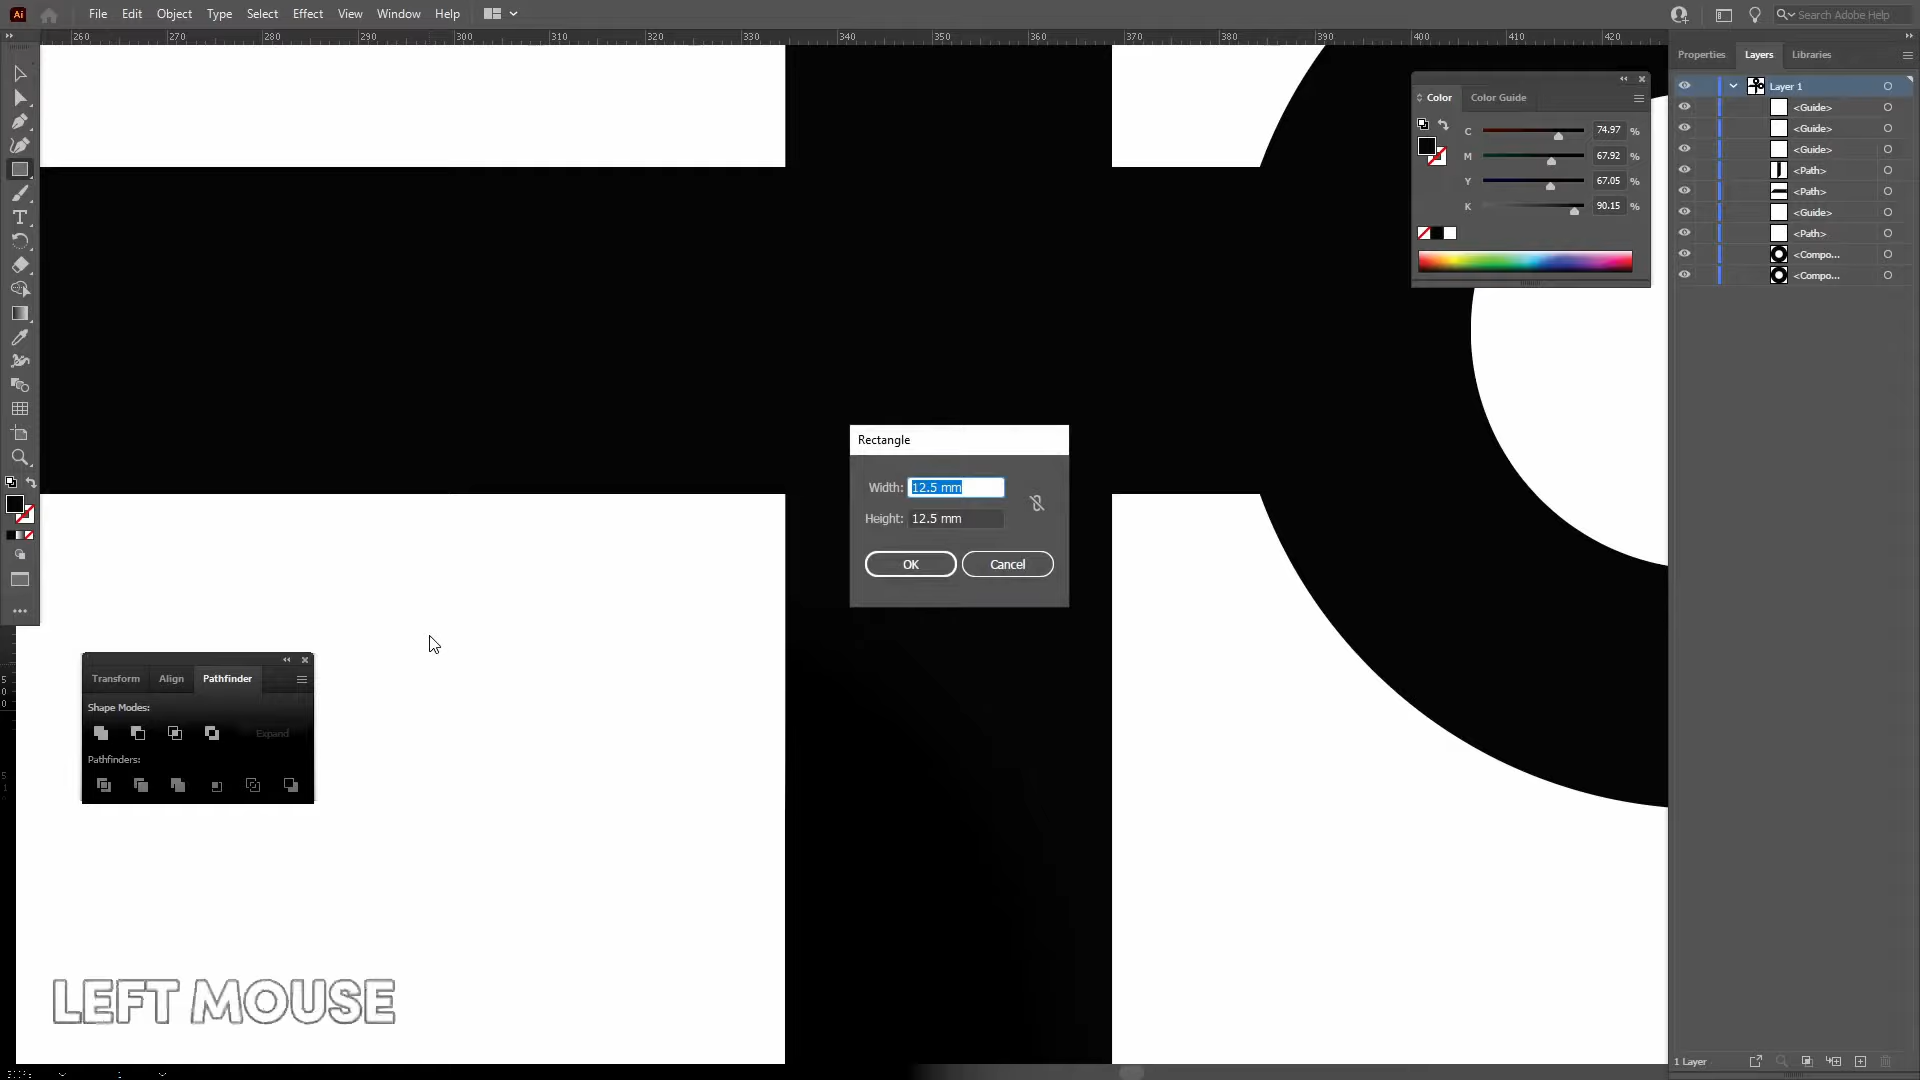 Ai File Edit Object Type Select Effect View Window Help Search Adobe Help
260 270 280 290 300 310 320 330 340 350 360 370 380 390 400 410 420
Properties Layers Libraries
Layer 1
<Guide>
<Guide>
<Guide>
<Path>
<Path>
<Guide>
<Path>
<Compo...
<Compo...
Color Color Guide
C 74.97 %
M 67.92 %
Y 67.05 %
K 90.15 %
Rectangle
Width: 12.5 mm
Height: 12.5 mm
OK Cancel
Transform Align Pathfinder
Shape Modes:
Expand
Pathfinders:
LEFT MOUSE
1 Layer